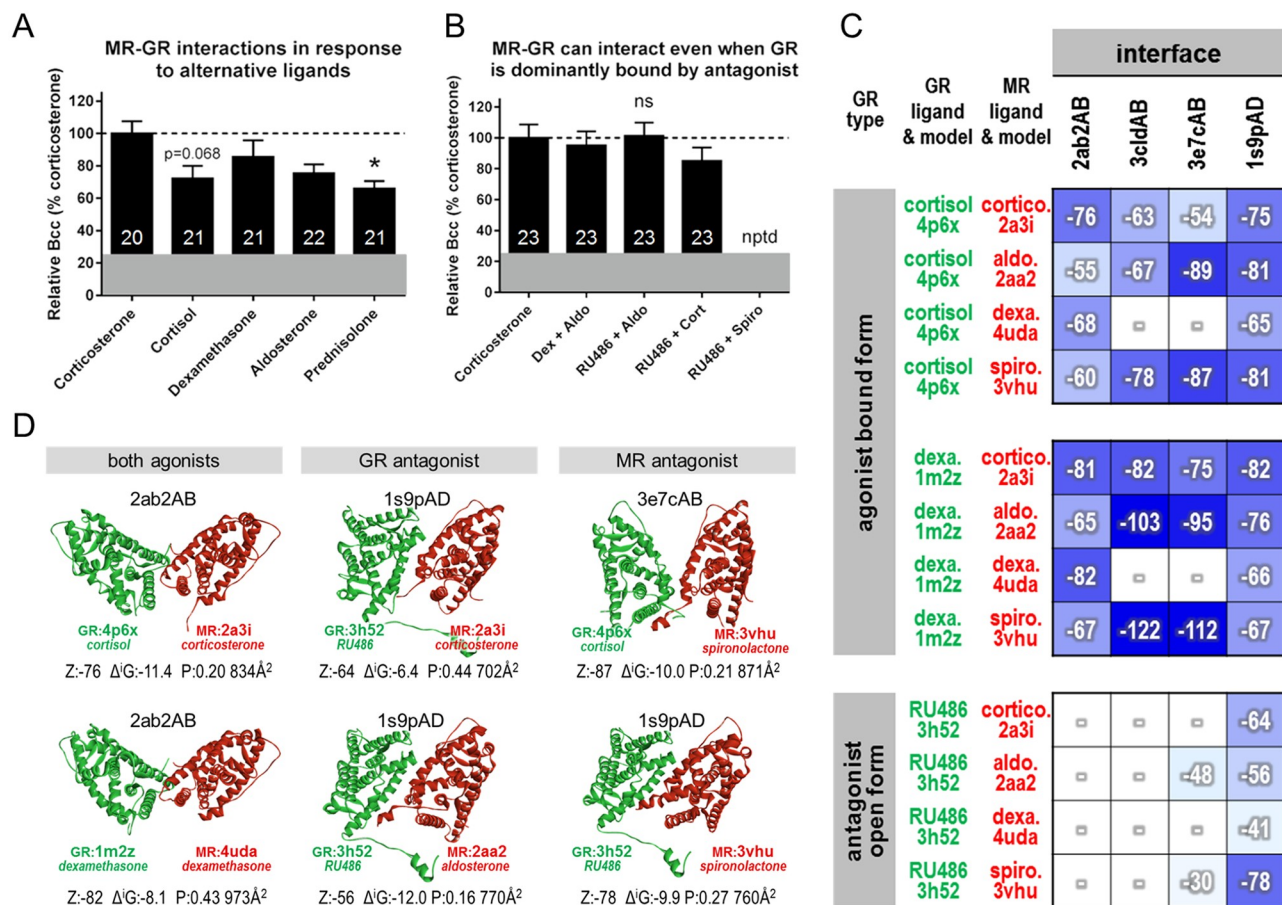 A
MR-GR interactions in response
to alternative ligands
Relative Bcc (% corticosterone)
120
100
80
60
40
20
0
p=0.068
*
20
21
21
22
21
Corticosterone
Cortisol
Dexamethasone
Aldosterone
Prednisolone
B
MR-GR can interact even when GR
is dominantly bound by antagonist
Relative Bcc (% corticosterone)
120
100
80
60
40
20
0
ns
23
23
23
23
nptd
Corticosterone
Dex + Aldo
RU486 + Aldo
RU486 + Cort
RU486 + Spiro
C
interface
GR
type
GR
ligand
& model
MR
ligand
& model
2ab2AB
3cldAB
3e7cAB
1s9pAD
agonist bound form
cortisol cortico. -76 -63 -54 -75
4p6x 2a3i
cortisol aldo. -55 -67 -89 -81
4p6x 2aa2
cortisol dexa. -68 - - -65
4p6x 4uda
cortisol spiro. -60 -78 -87 -81
4p6x 3vhu
dexa. cortico. -81 -82 -75 -82
1m2z 2a3i
dexa. aldo. -65 -103 -95 -76
1m2z 2aa2
dexa. dexa. -82 - - -66
1m2z 4uda
dexa. spiro. -67 -122 -112 -67
1m2z 3vhu
antagonist
open form
RU486 cortico. - - - -64
3h52 2a3i
RU486 aldo. - - -48 -56
3h52 2aa2
RU486 dexa. - - - -41
3h52 4uda
RU486 spiro. - - -30 -78
3h52 3vhu
D
both agonists
GR antagonist
MR antagonist
2ab2AB
GR:4p6x MR:2a3i
cortisol corticosterone
Z:-76 ΔⁱG:-11.4 P:0.20 834Å²
1s9pAD
GR:3h52 MR:2a3i
RU486 corticosterone
Z:-64 ΔⁱG:-6.4 P:0.44 702Å²
3e7cAB
GR:4p6x MR:3vhu
cortisol spironolactone
Z:-87 ΔⁱG:-10.0 P:0.21 871Å²
2ab2AB
GR:1m2z MR:4uda
dexamethasone dexamethasone
Z:-82 ΔⁱG:-8.1 P:0.43 973Å²
1s9pAD
GR:3h52 MR:2aa2
RU486 aldosterone
Z:-56 ΔⁱG:-12.0 P:0.16 770Å²
1s9pAD
GR:3h52 MR:3vhu
RU486 spironolactone
Z:-78 ΔⁱG:-9.9 P:0.27 760Å²